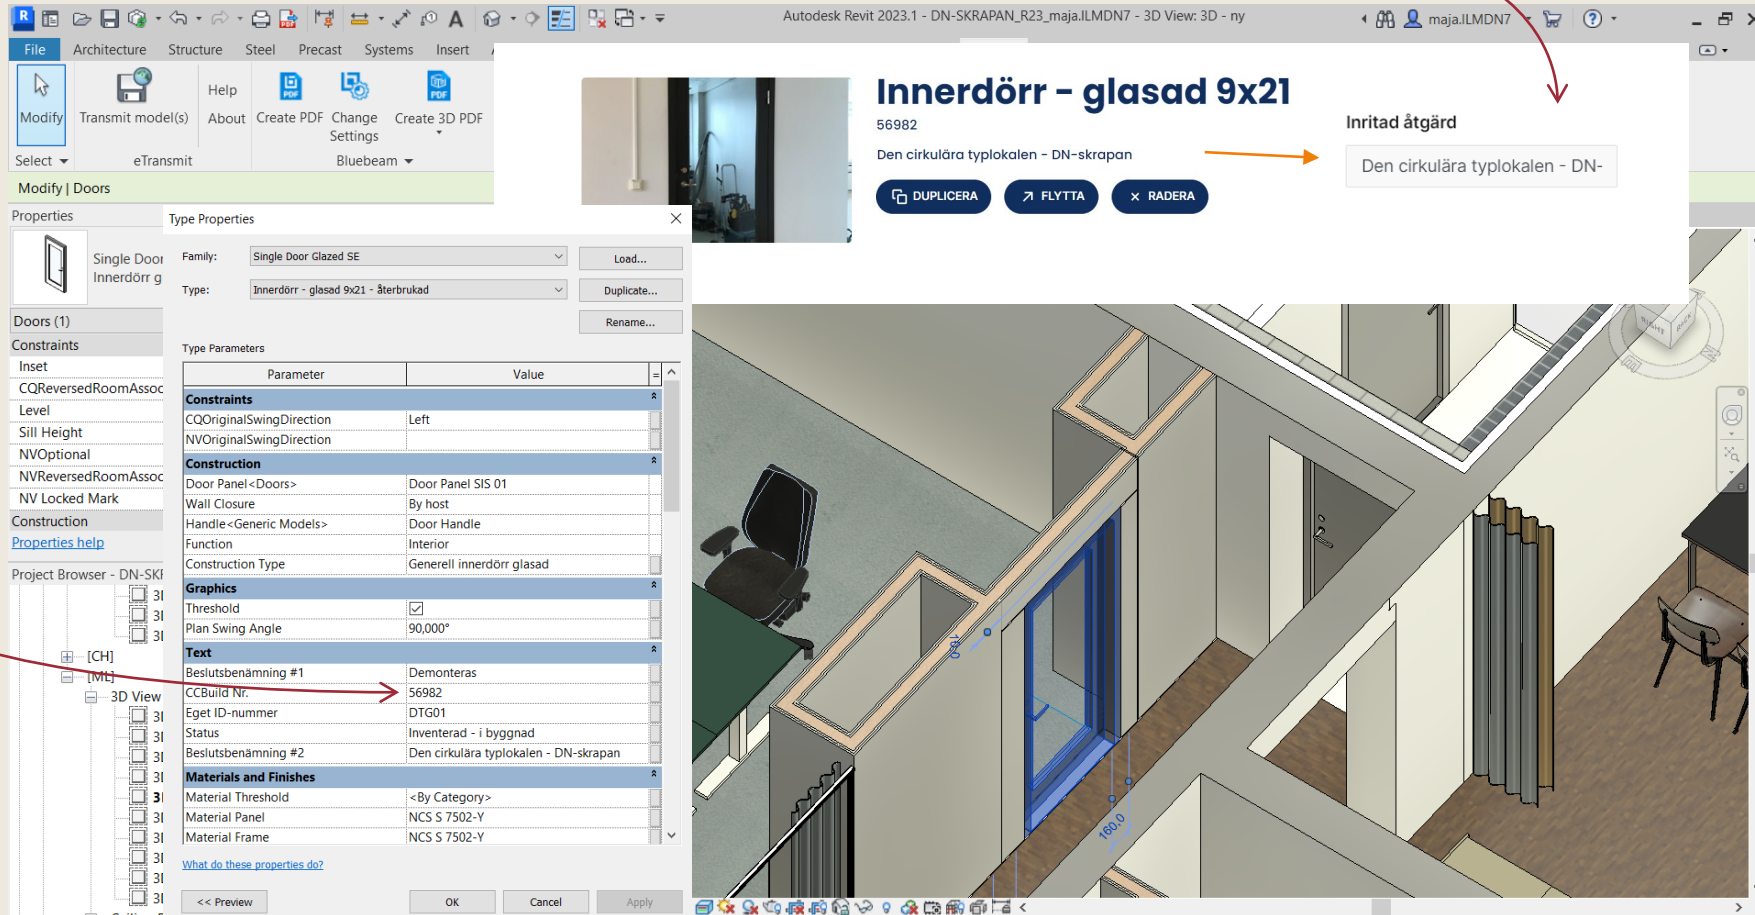 Autodesk Revit 2023.1 - DN-SKRAPAN_R23_maja.ILMDN7 - 3D View: 3D - ny
maja.ILMDN7
File Architecture Structure Steel Precast Systems Insert
Modify
Transmit model(s)
Help
About
Create PDF
Change Settings
Create 3D PDF
Select
eTransmit
Bluebeam
Modify | Doors
Innerdörr - glasad 9x21
56982
Den cirkulära typlokalen - DN-skrapan
DUPLICERA
FLYTTA
RADERA
Inritad åtgärd
Den cirkulära typlokalen - DN-
Properties
Single Door
Innerdörr g
Doors (1)
Constraints
Inset
CQReversedRoomAssoc
Level
Sill Height
NVOptional
NVReversedRoomAssoc
NV Locked Mark
Construction
Properties help
Project Browser - DN-SKR
[CH]
[ML]
3D View
Type Properties
Family: Single Door Glazed SE Load...
Type: Innerdörr - glasad 9x21 - återbrukad Duplicate...
Rename...
Type Parameters
Parameter Value =
Constraints
CQOriginalSwingDirection Left
NVOriginalSwingDirection
Construction
Door Panel<Doors> Door Panel SIS 01
Wall Closure By host
Handle<Generic Models> Door Handle
Function Interior
Construction Type Generell innerdörr glasad
Graphics
Threshold
Plan Swing Angle 90,000°
Text
Beslutsbenämning #1 Demonteras
CCBuild Nr. 56982
Eget ID-nummer DTG01
Status Inventerad - i byggnad
Beslutsbenämning #2 Den cirkulära typlokalen - DN-skrapan
Materials and Finishes
Material Threshold <By Category>
Material Panel NCS S 7502-Y
Material Frame NCS S 7502-Y
What do these properties do?
<< Preview OK Cancel Apply
RIGHT
BACK
160.0